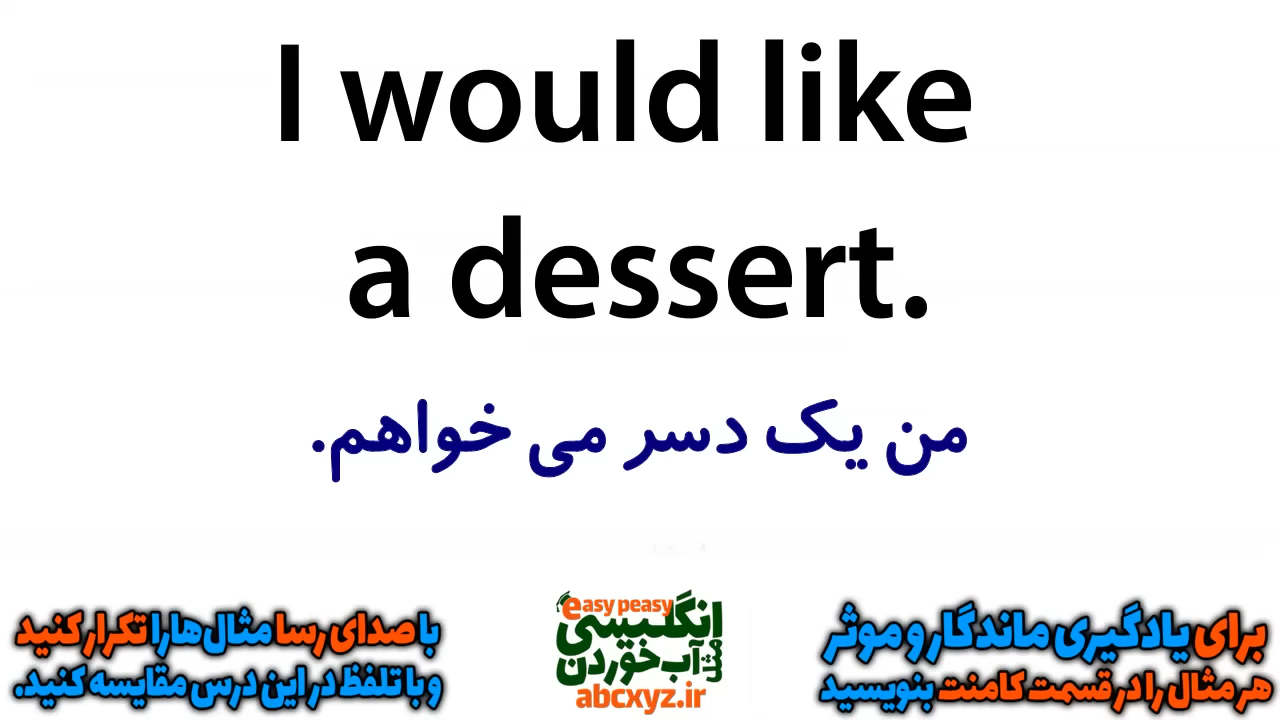 I would like
a dessert.
من یک دسر می خواهم.
برای یادگیری ماندگار و موثر
هر مثال را در قسمت کامنت بنویسید
easy peasy
انگلیسی
مثل آب خوردن
abcxyz.ir
با صدای رسا مثال‌ها را تکرار کنید
و با تلفظ در این درس مقایسه کنید.